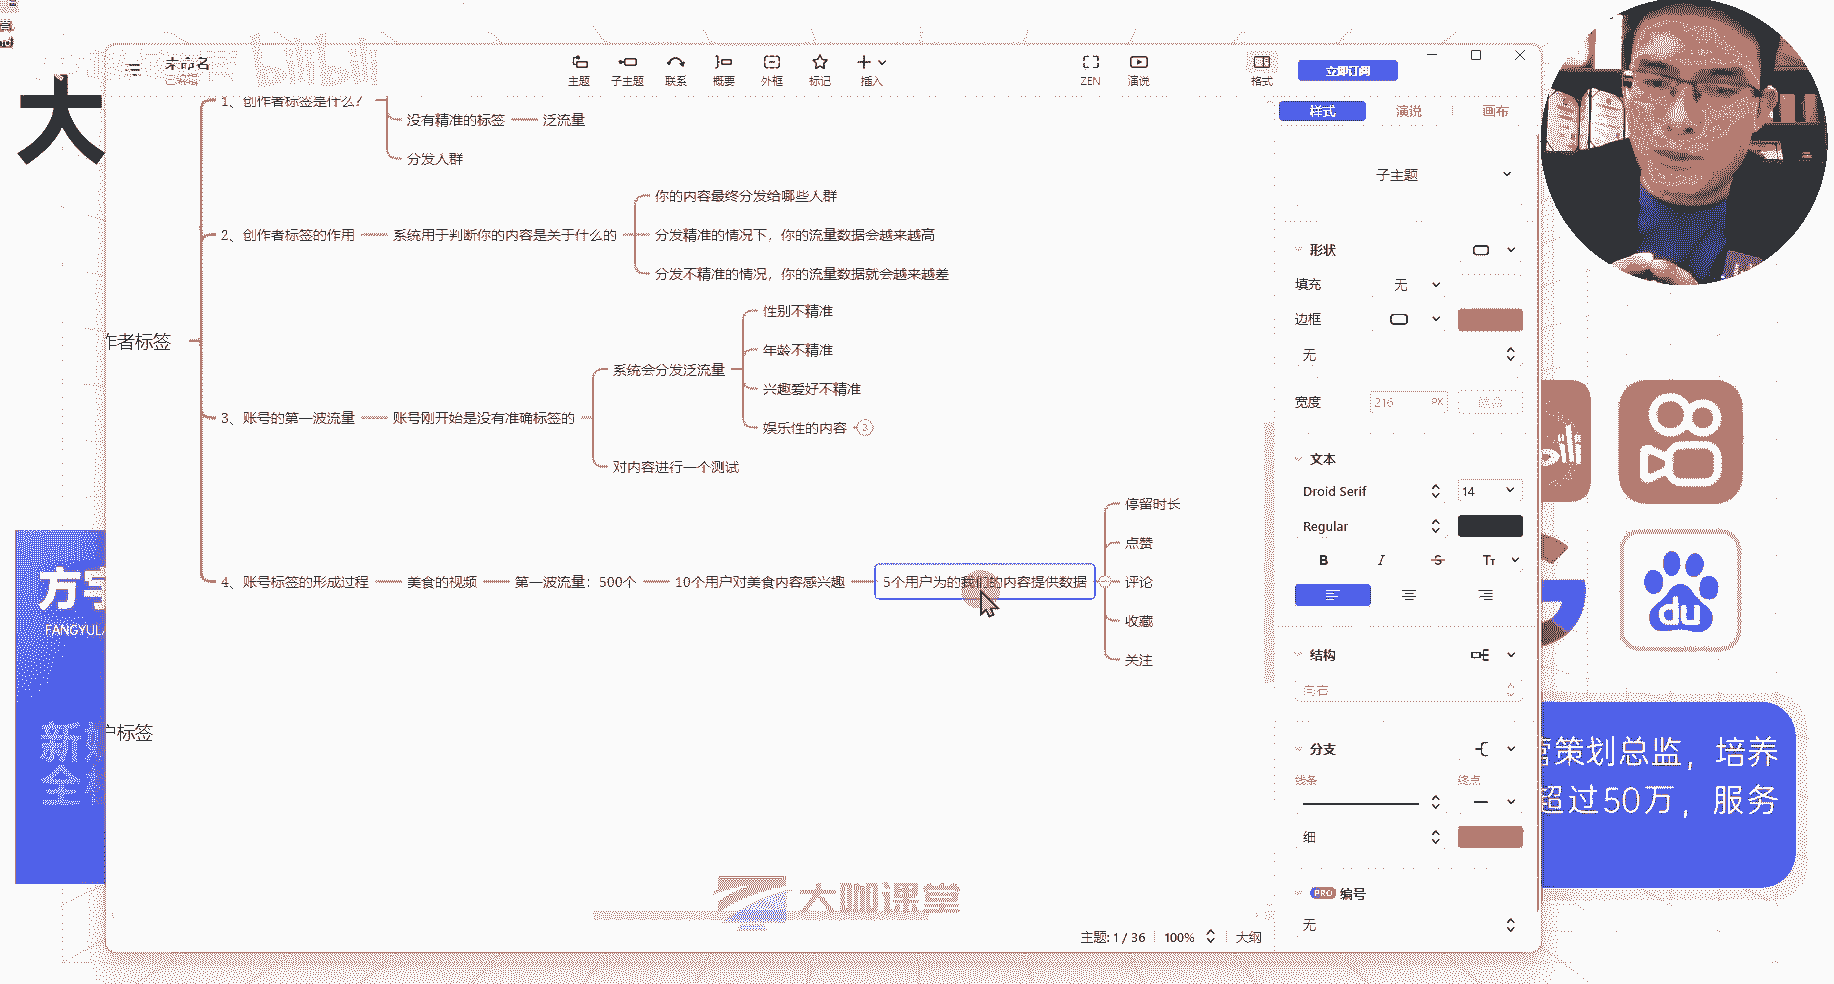 未命名
已编辑
主题
子主题
联系
概要
外框
标记
插入
ZEN
演说
格式
立即订阅
大
样式
演说
画布
1、创作者标签是什么？
没有精准的标签
泛流量
分发人群
你的内容最终分发给哪些人群
2、创作者标签的作用
系统用于判断你的内容是关于什么的
分发精准的情况下，你的流量数据会越来越高
分发不精准的情况，你的流量数据就会越来越差
性别不精准
年龄不精准
作者标签
系统会分发泛流量
兴趣爱好不精准
3、账号的第一波流量
账号刚开始是没有准确标签的
娱乐性的内容
3
对内容进行一个测试
停留时长
点赞
4、账号标签的形成过程
美食的视频
第一波流量：500个
10个用户对美食内容感兴趣
5个用户为的我们的内容提供数据
评论
收藏
关注
户标签
子主题
形状
填充
无
边框
无
宽度
216
PX
文本
Droid Serif
14
Regular
B
I
S
Tт
结构
向右
分支
线条
终点
细
PRO
编号
无
主题: 1 / 36
100%
大纲
大咖课堂
bilibili
方宇
FANGYUL
新
全
du
营策划总监，培养
超过50万，服务